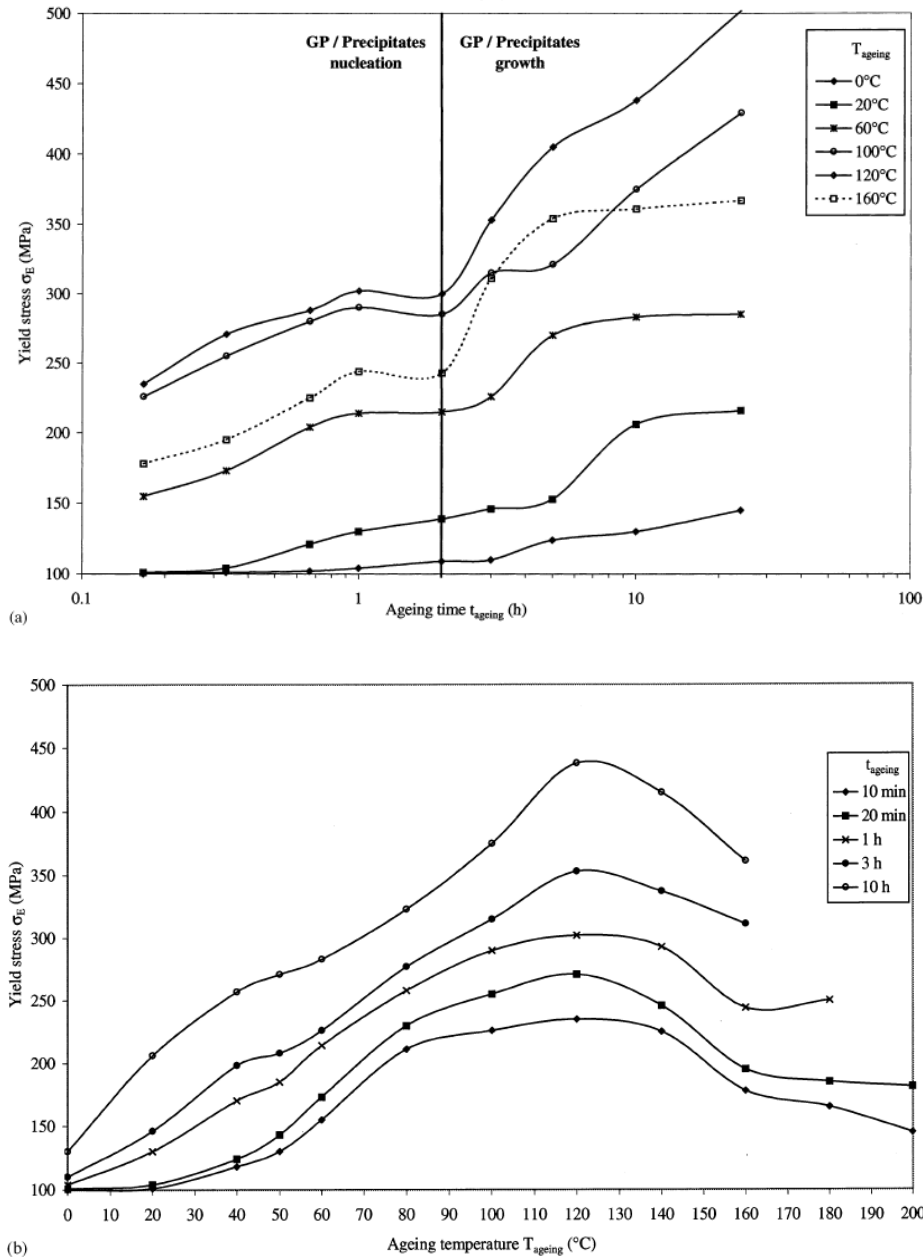 500
450
400
350
300
250
200
150
100
Yield stress σE (MPa)
GP / Precipitates
nucleation
GP / Precipitates
growth
Tageing
0°C
20°C
60°C
100°C
120°C
160°C
0.1
1
10
100
Ageing time tageing (h)
(a)
500
450
400
350
300
250
200
150
100
Yield stress σE (MPa)
tageing
10 min
20 min
1 h
3 h
10 h
0 10 20 30 40 50 60 70 80 90 100 110 120 130 140 150 160 170 180 190 200
Ageing temperature Tageing (°C)
(b)